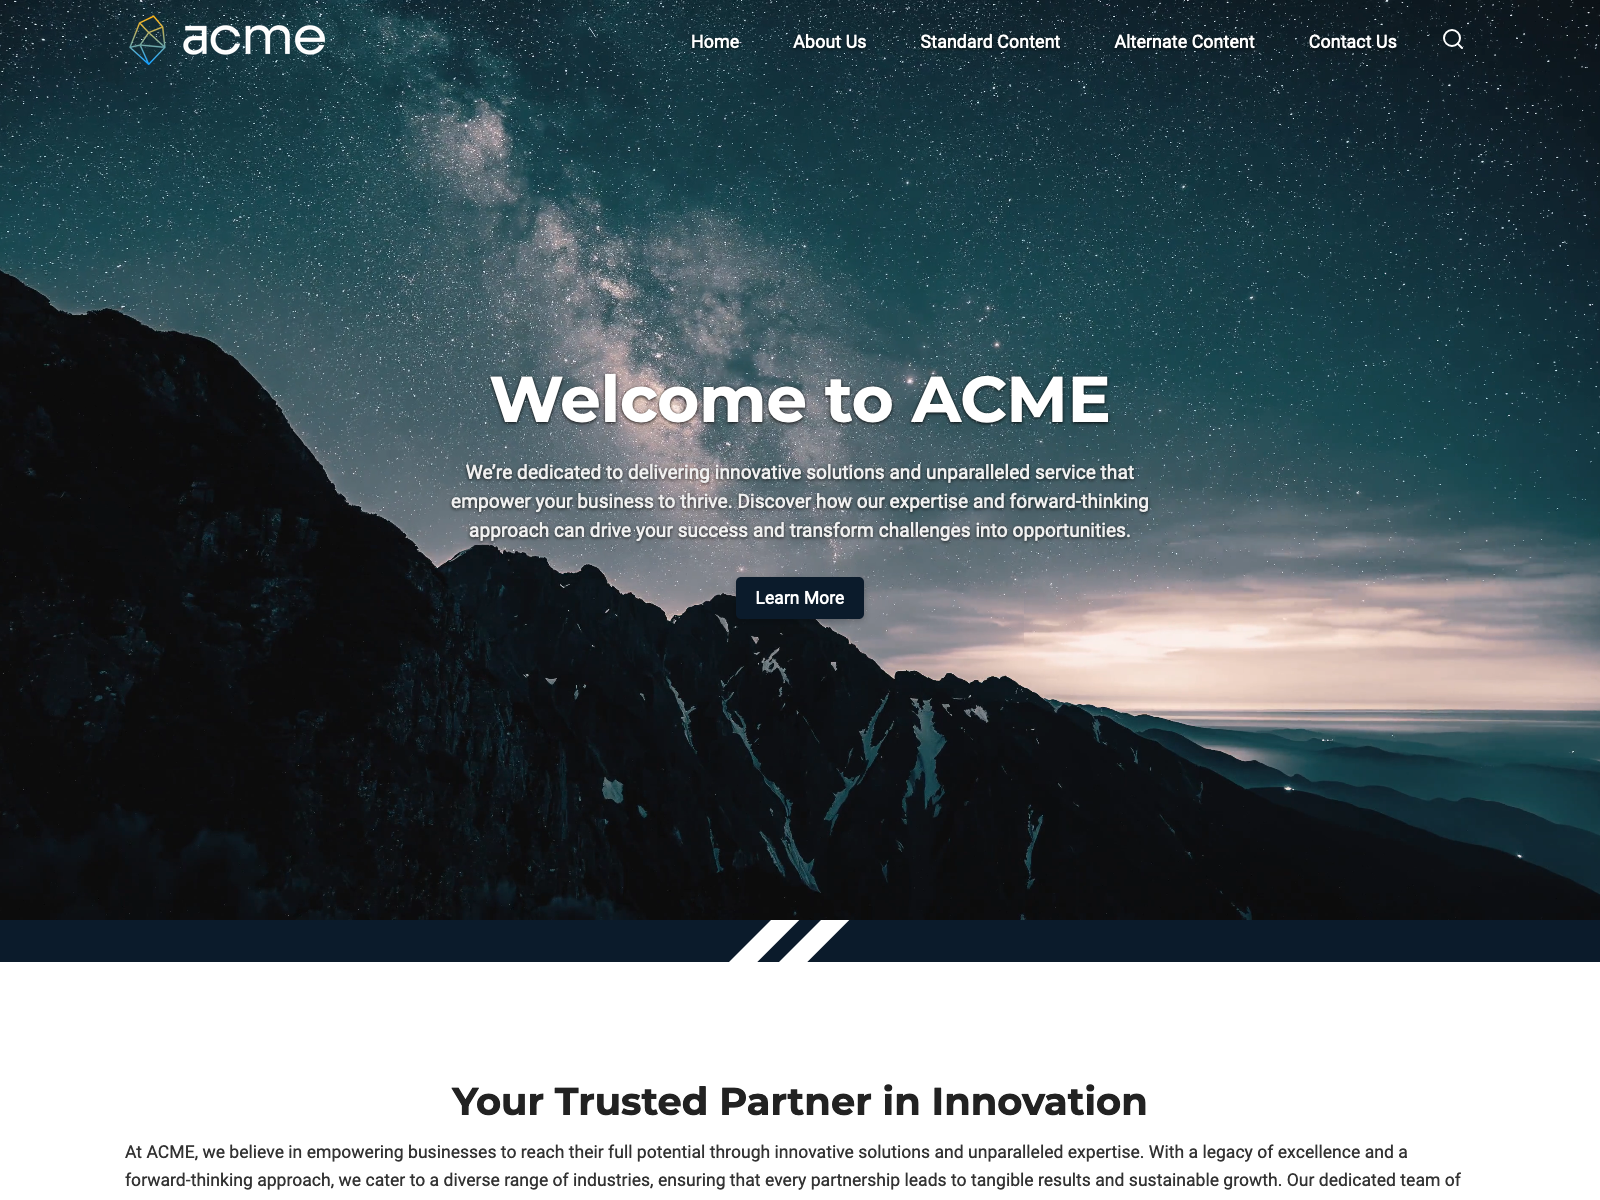 acme
Home
About Us
Standard Content
Alternate Content
Contact Us
Welcome to ACME
We’re dedicated to delivering innovative solutions and unparalleled service that
empower your business to thrive. Discover how our expertise and forward-thinking
approach can drive your success and transform challenges into opportunities.
Learn More
Your Trusted Partner in Innovation
At ACME, we believe in empowering businesses to reach their full potential through innovative solutions and unparalleled expertise. With a legacy of excellence and a
forward-thinking approach, we cater to a diverse range of industries, ensuring that every partnership leads to tangible results and sustainable growth. Our dedicated team of